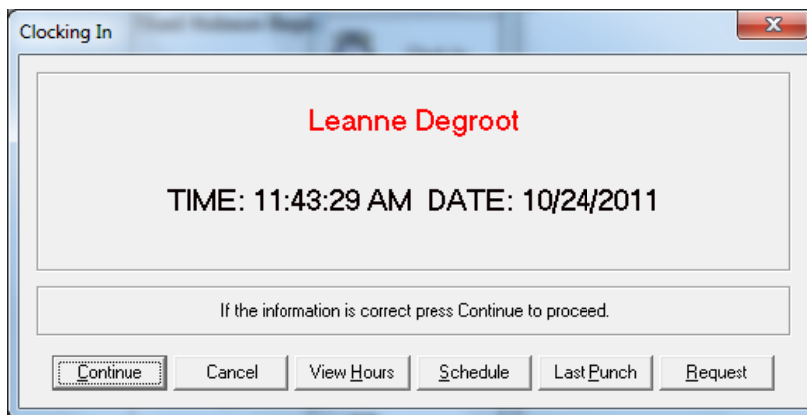 Clocking In
Leanne Degroot
TIME: 11:43:29 AM DATE: 10/24/2011
If the information is correct press Continue to proceed.
Continue Cancel View Hours Schedule Last Punch Request